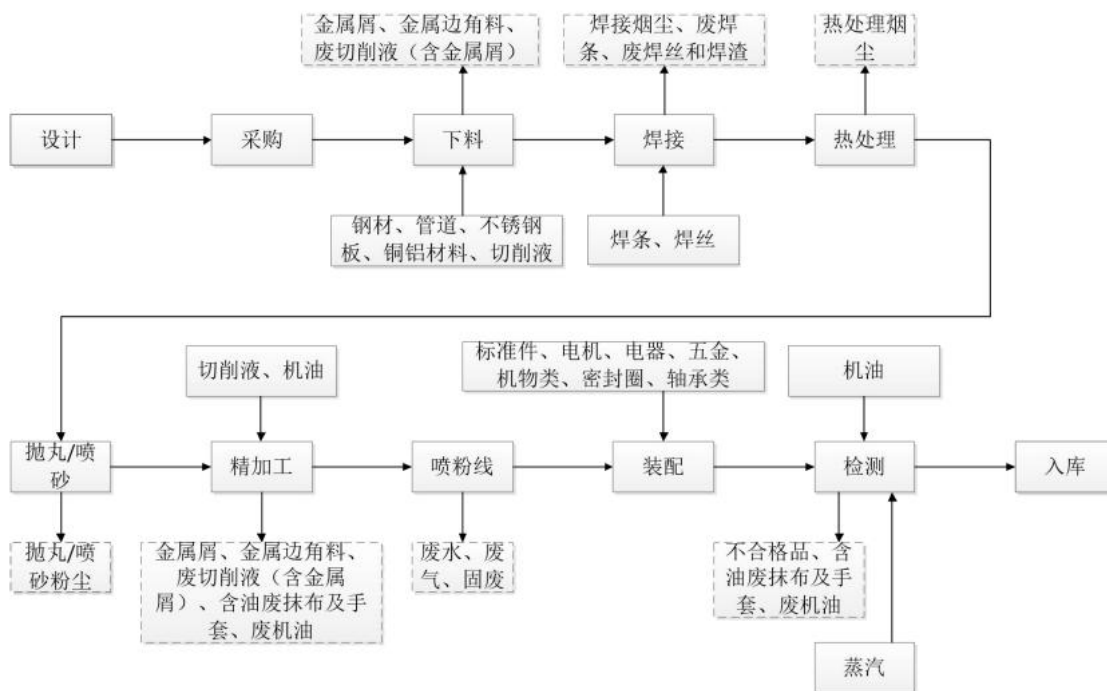 金属屑、金属边角料、
废切削液（含金属屑）
焊接烟尘、废焊
条、废焊丝和焊渣
热处理烟
尘
设计
采购
下料
焊接
热处理
钢材、管道、不锈钢
板、铜铝材料、切削液
焊条、焊丝
切削液、机油
标准件、电机、电器、五金、
机物类、密封圈、轴承类
机油
抛丸/喷
砂
精加工
喷粉线
装配
检测
入库
抛丸/喷
砂粉尘
金属屑、金属边角料、
废切削液（含金属
屑）、含油废抹布及手
套、废机油
废水、废
气、固废
不合格品、含
油废抹布及手
套、废机油
蒸汽